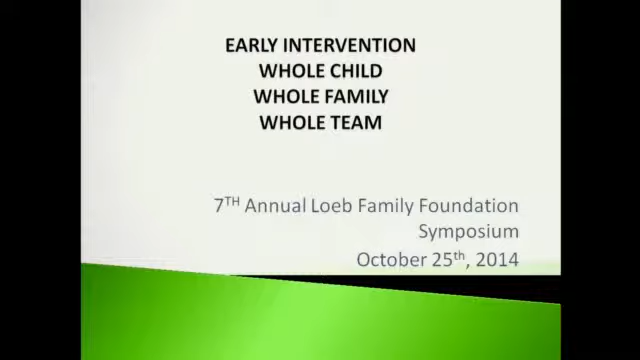 EARLY INTERVENTION
WHOLE CHILD
WHOLE FAMILY
WHOLE TEAM
7TH Annual Loeb Family Foundation
Symposium
October 25th, 2014